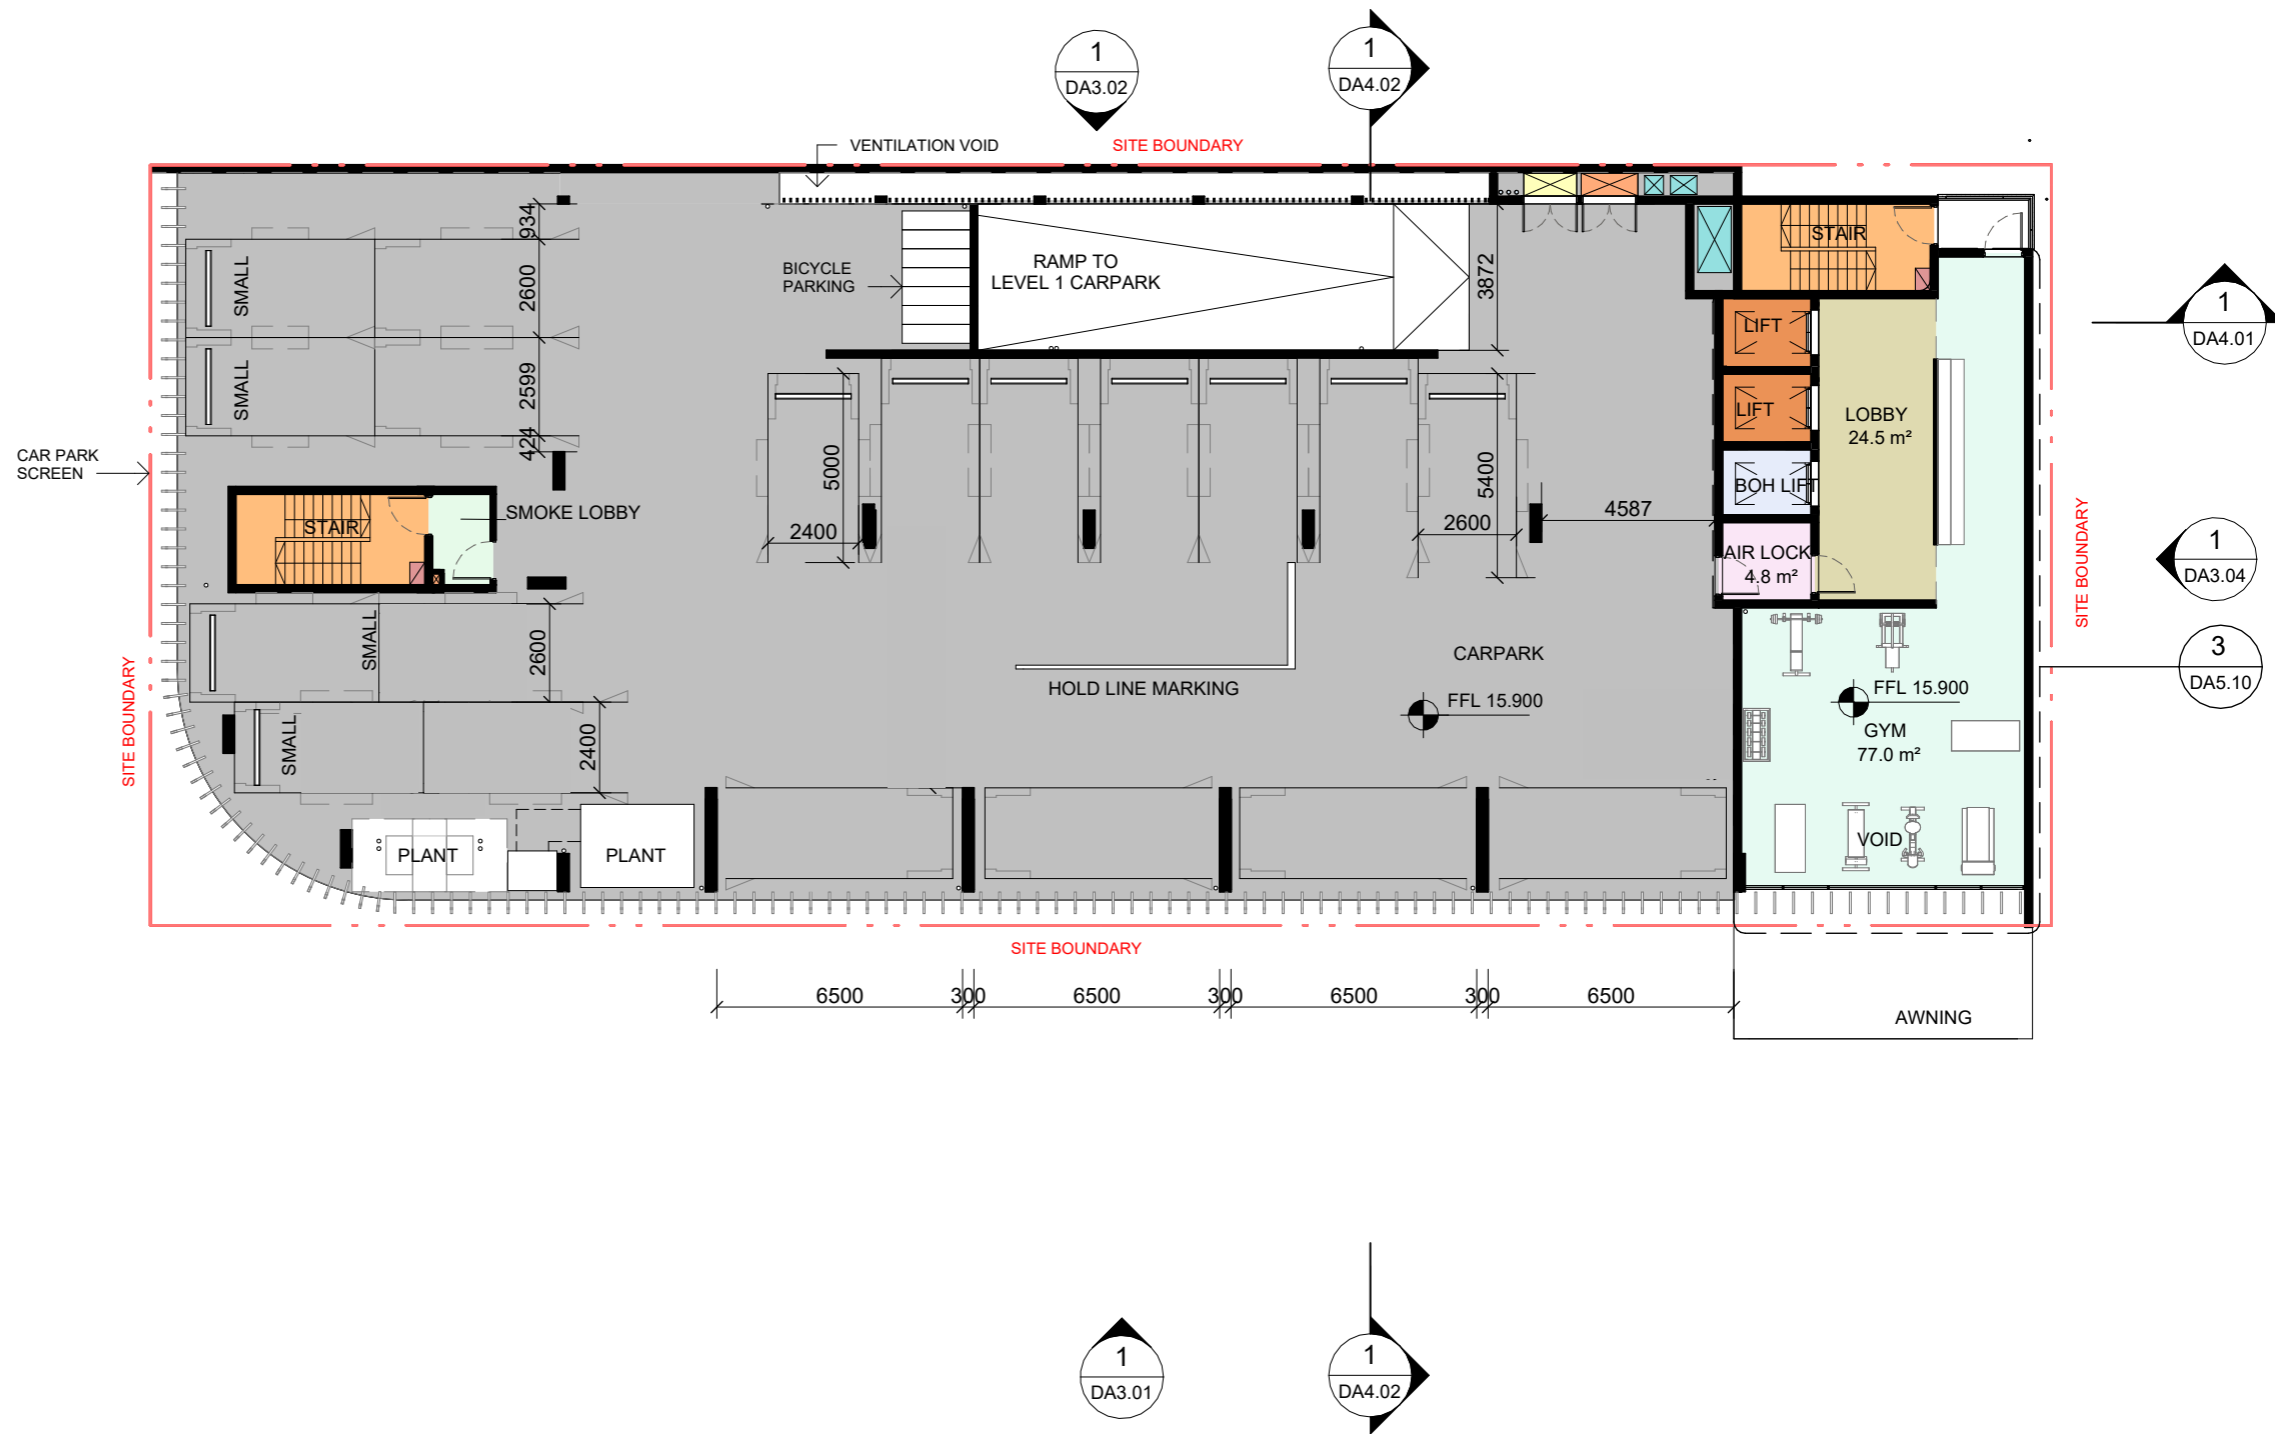 1
DA3.02
1
DA4.02
VENTILATION VOID
SITE BOUNDARY
934
STAIR
SMALL
2600
BICYCLE
PARKING
RAMP TO
LEVEL 1 CARPARK
3872
1
DA4.01
LIFT
SMALL
2599
LIFT
LOBBY
24.5 m²
424
CAR PARK
SCREEN
5000
5400
BOH LIFT
STAIR
SMOKE LOBBY
2400
2600
4587
SITE BOUNDARY
AIR LOCK
4.8 m²
1
DA3.04
SMALL
2600
CARPARK
3
DA5.10
SITE BOUNDARY
HOLD LINE MARKING
FFL 15.900
FFL 15.900
SMALL
2400
GYM
77.0 m²
PLANT
PLANT
VOID
SITE BOUNDARY
6500
300
6500
300
6500
300
6500
AWNING
1
DA3.01
1
DA4.02